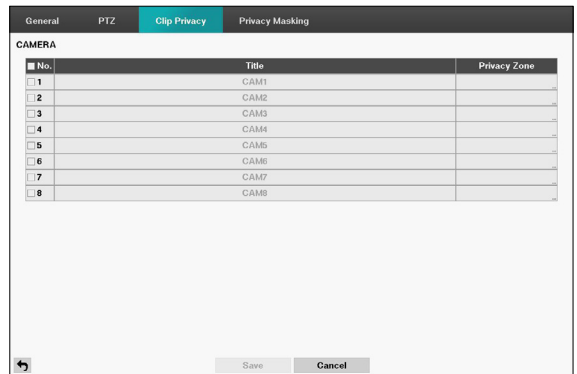 General PTZ Clip Privacy Privacy Masking
CAMERA
No. Title Privacy Zone
1 CAM1 ...
2 CAM2 ...
3 CAM3 ...
4 CAM4 ...
5 CAM5 ...
6 CAM6 ...
7 CAM7 ...
8 CAM8 ...
Save Cancel